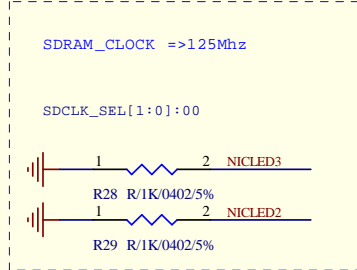 SDRAM_CLOCK =>125Mhz
SDCLK_SEL[1:0]:00
1 2 NICLED3
R28 R/1K/0402/5%
1 2 NICLED2
R29 R/1K/0402/5%